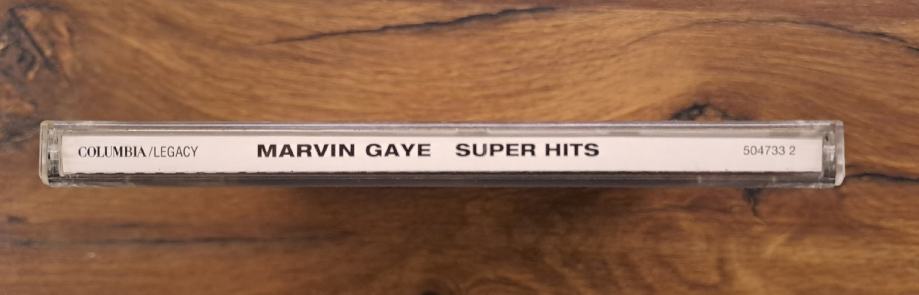 COLUMBIA/LEGACY MARVIN GAYE SUPER HITS 504733 2